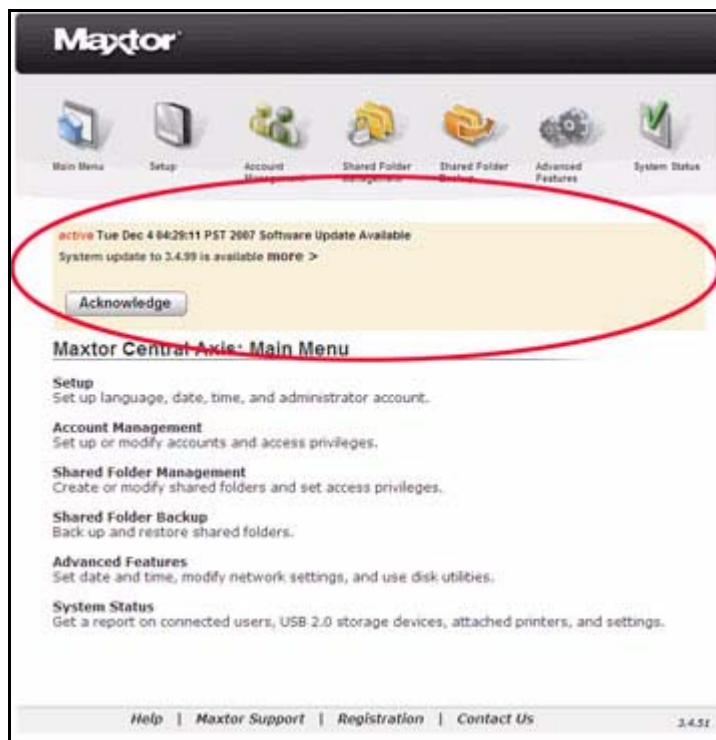 Maxtor
Main Menu
Setup
Account
Management
Shared Folder
Management
Shared Folder
Backup
Advanced
Features
System Status
active Tue Dec 4 04:29:11 PST 2007 Software Update Available
System update to 3.4.99 is available more >
Acknowledge
Maxtor Central Axis: Main Menu
Setup
Set up language, date, time, and administrator account.
Account Management
Set up or modify accounts and access privileges.
Shared Folder Management
Create or modify shared folders and set access privileges.
Shared Folder Backup
Back up and restore shared folders.
Advanced Features
Set date and time, modify network settings, and use disk utilities.
System Status
Get a report on connected users, USB 2.0 storage devices, attached printers, and settings.
Help | Maxtor Support | Registration | Contact Us
3.4.51